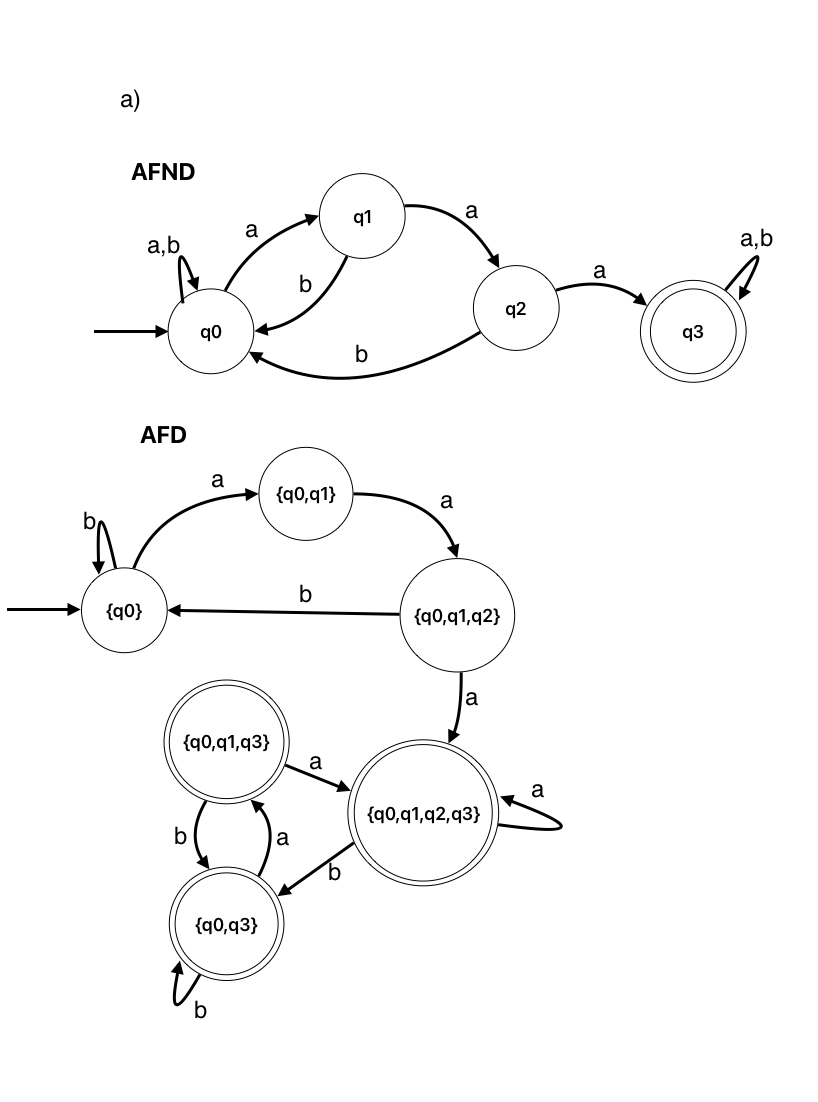 a)
AFND
q1
a
a
a,b
a,b
a
b
q2
q0
q3
b
AFD
a
{q0,q1}
a
b
b
{q0}
{q0,q1,q2}
a
{q0,q1,q3}
a
a
{q0,q1,q2,q3}
b
a
b
{q0,q3}
b